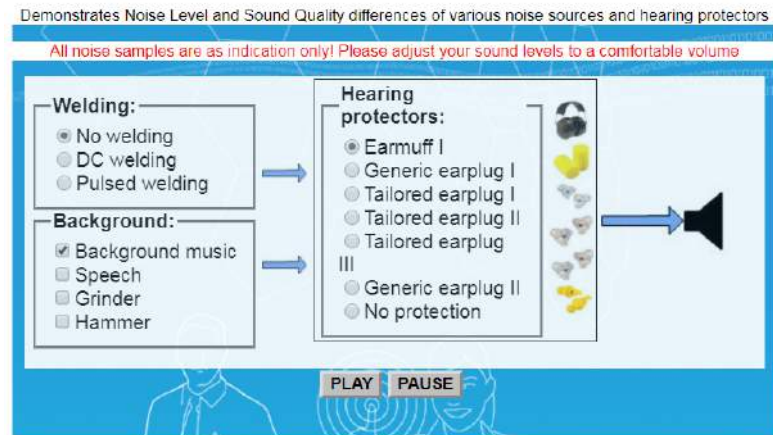 Demonstrates Noise Level and Sound Quality differences of various noise sources and hearing protectors
All noise samples are as indication only! Please adjust your sound levels to a comfortable volume
Welding:
No welding
DC welding
Pulsed welding
Background:
Background music
Speech
Grinder
Hammer
Hearing
protectors:
Earmuff I
Generic earplug I
Tailored earplug I
Tailored earplug II
Tailored earplug
III
Generic earplug II
No protection
PLAY PAUSE